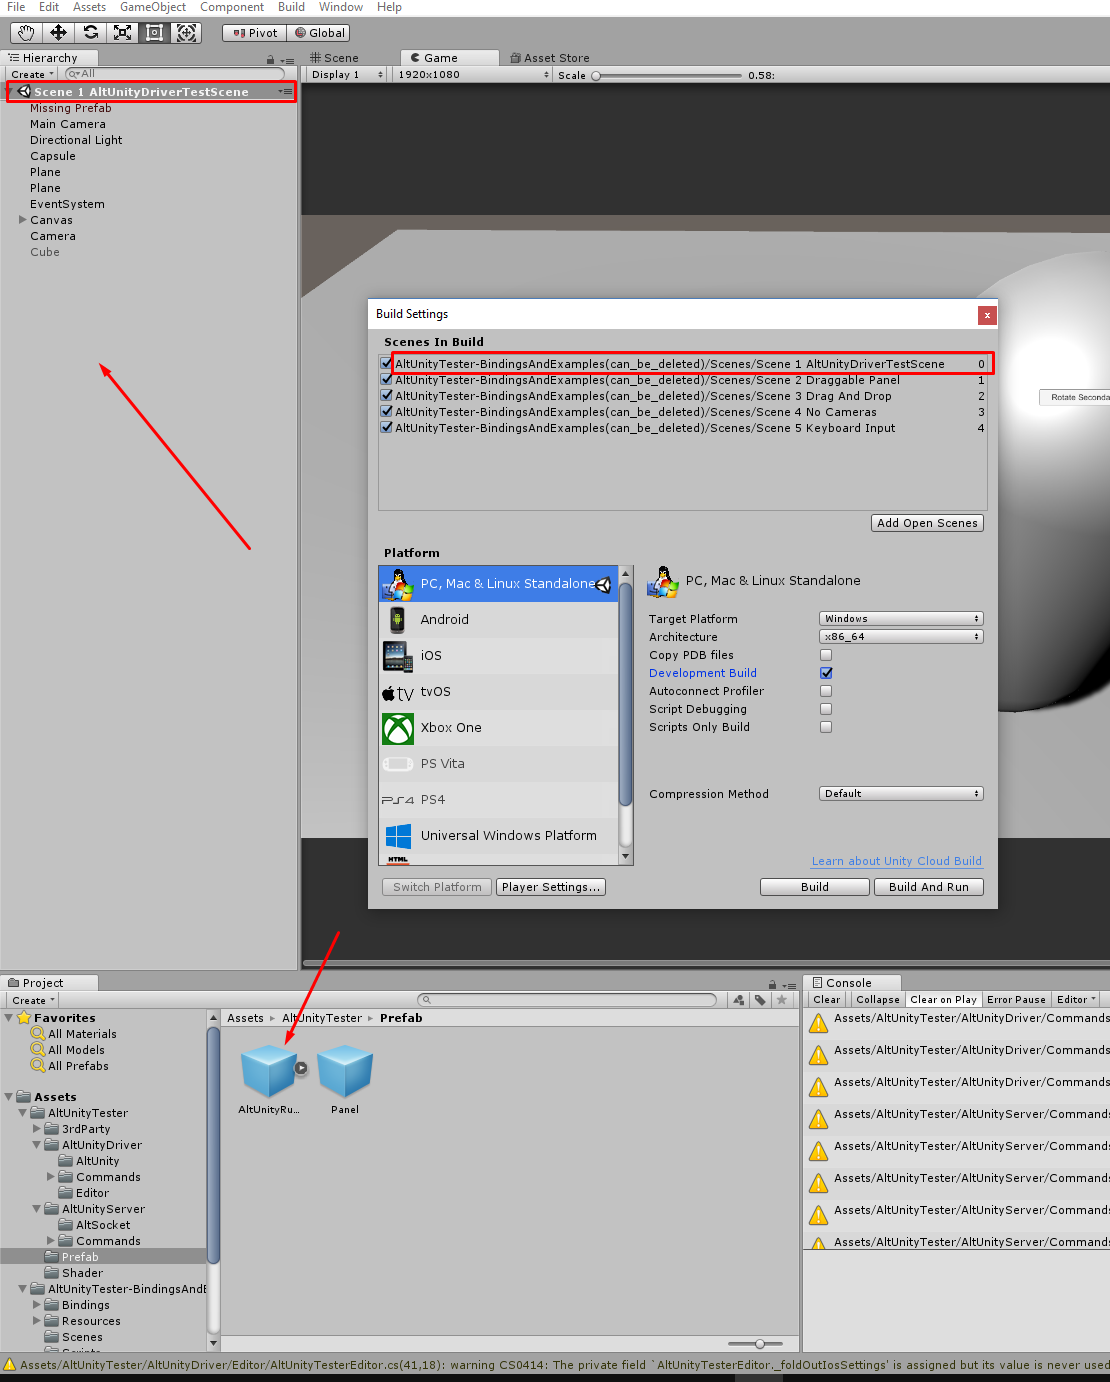 File Edit Assets GameObject Component Build Window Help
Pivot Global
Hierarchy
Create All
Scene 1 AltUnityDriverTestScene
Missing Prefab
Main Camera
Directional Light
Capsule
Plane
Plane
EventSystem
Canvas
Camera
Cube
Scene Game Asset Store
Display 1 1920x1080 Scale 0.58:
Rotate Seconda
Build Settings
x
Scenes In Build
AltUnityTester-BindingsAndExamples(can_be_deleted)/Scenes/Scene 1 AltUnityDriverTestScene 0
AltUnityTester-BindingsAndExamples(can_be_deleted)/Scenes/Scene 2 Draggable Panel 1
AltUnityTester-BindingsAndExamples(can_be_deleted)/Scenes/Scene 3 Drag And Drop 2
AltUnityTester-BindingsAndExamples(can_be_deleted)/Scenes/Scene 4 No Cameras 3
AltUnityTester-BindingsAndExamples(can_be_deleted)/Scenes/Scene 5 Keyboard Input 4
Add Open Scenes
Platform
PC, Mac & Linux Standalone
Android
iOS
tv tvOS
Xbox One
PS Vita
PS4 PS4
Universal Windows Platform
HTML
PC, Mac & Linux Standalone
Target Platform Windows
Architecture x86_64
Copy PDB files
Development Build
Autoconnect Profiler
Script Debugging
Scripts Only Build
Compression Method Default
Learn about Unity Cloud Build
Switch Platform Player Settings... Build Build And Run
Project
Create
Favorites
All Materials
All Models
All Prefabs
Assets
AltUnityTester
3rdParty
AltUnityDriver
AltUnity
Commands
Editor
AltUnityServer
AltSocket
Commands
Prefab
Shader
AltUnityTester-BindingsAndE
Bindings
Resources
Scenes
Assets AltUnityTester Prefab
AltUnityRu... Panel
Console
Clear Collapse Clear on Play Error Pause Editor
Assets/AltUnityTester/AltUnityDriver/Commands
Assets/AltUnityTester/AltUnityDriver/Commands
Assets/AltUnityTester/AltUnityDriver/Commands
Assets/AltUnityTester/AltUnityServer/Commands
Assets/AltUnityTester/AltUnityServer/Commands
Assets/AltUnityTester/AltUnityServer/Commands
Assets/AltUnityTester/AltUnityServer/Commands
Assets/AltUnityTester/AltUnityServer/Commands
Assets/AltUnityTester/AltUnityDriver/Editor/AltUnityTesterEditor.cs(41,18): warning CS0414: The private field `AltUnityTesterEditor._foldOutIosSettings' is assigned but its value is never used